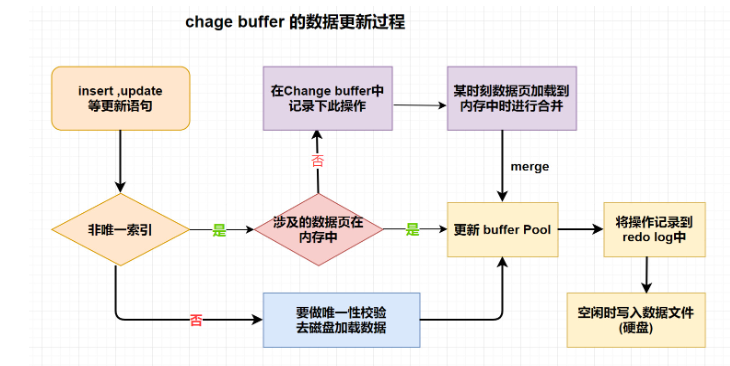 chage buffer 的数据更新过程
insert ,update
等更新语句
在Change buffer中
记录下此操作
某时刻数据页加载到
内存中时进行合并
否
merge
非唯一索引
是
涉及的数据页在
内存中
是
更新 buffer Pool
将操作记录到
redo log中
否
要做唯一性校验
去磁盘加载数据
空闲时写入数据文件
(硬盘)